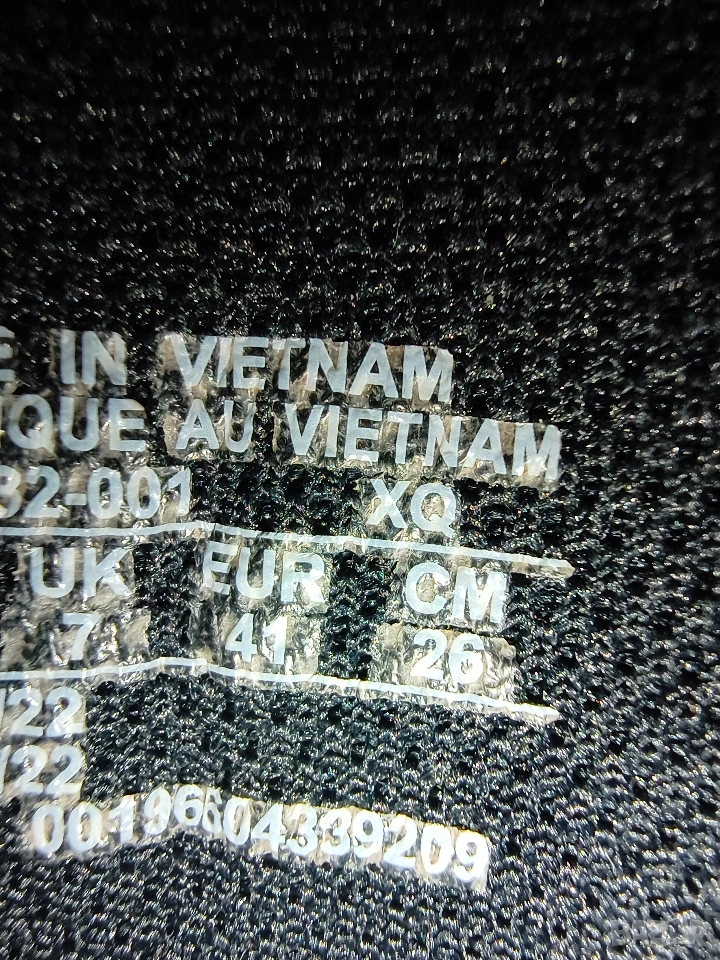 E IN VIETNAM
IQUE AU VIETNAM
32-001 XQ
UK EUR CM
7 41 26
/22
/22
00196604339209